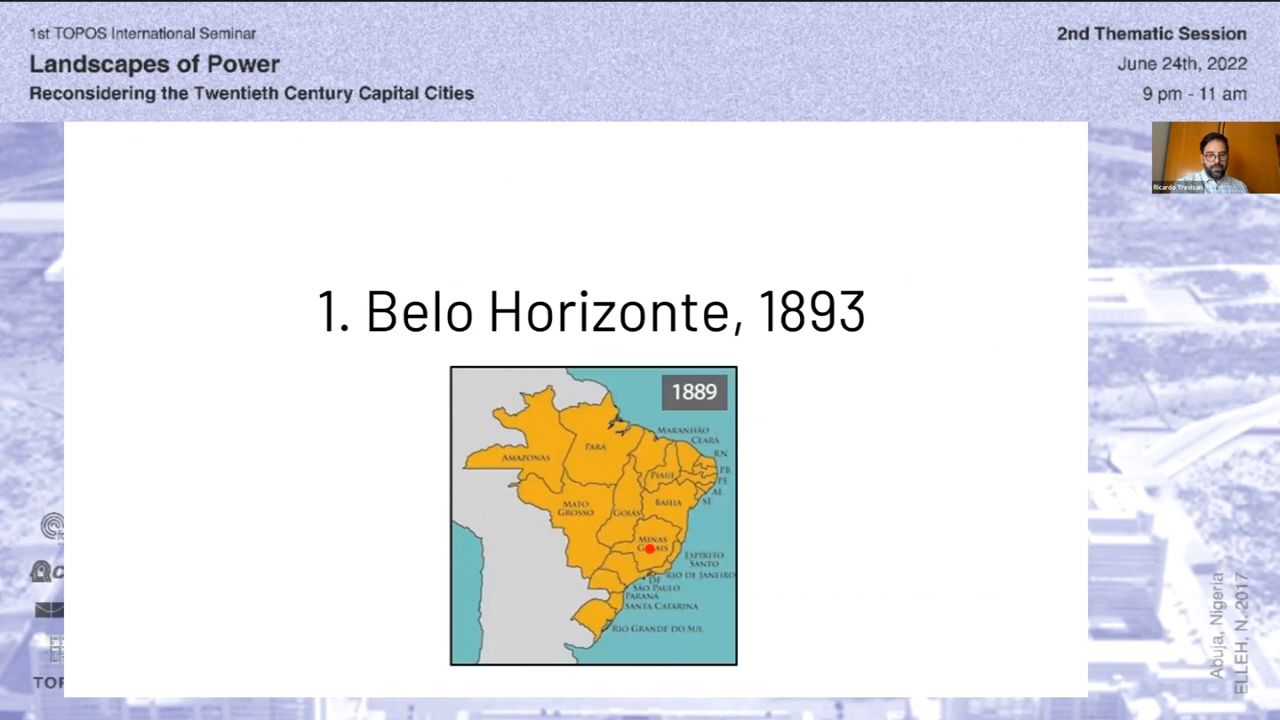 1st TOPOS International Seminar
Landscapes of Power
Reconsidering the Twentieth Century Capital Cities
2nd Thematic Session
June 24th, 2022
9 pm - 11 am
Ricardo Trevisan
1. Belo Horizonte, 1893
1889
MARANHÃO
CEARÁ
RN
PARÁ
AMAZONAS
PIAUÍ
PB
PE
AL
SE
MATO
GROSSO
GOIÁS
BAHIA
MINAS
ESPÍRITO
SANTO
DF
RIO DE JANEIRO
SÃO PAULO
PARANÁ
SANTA CATARINA
RIO GRANDE DO SUL
Abuja, Nigeria
ELLEH, N. 2017